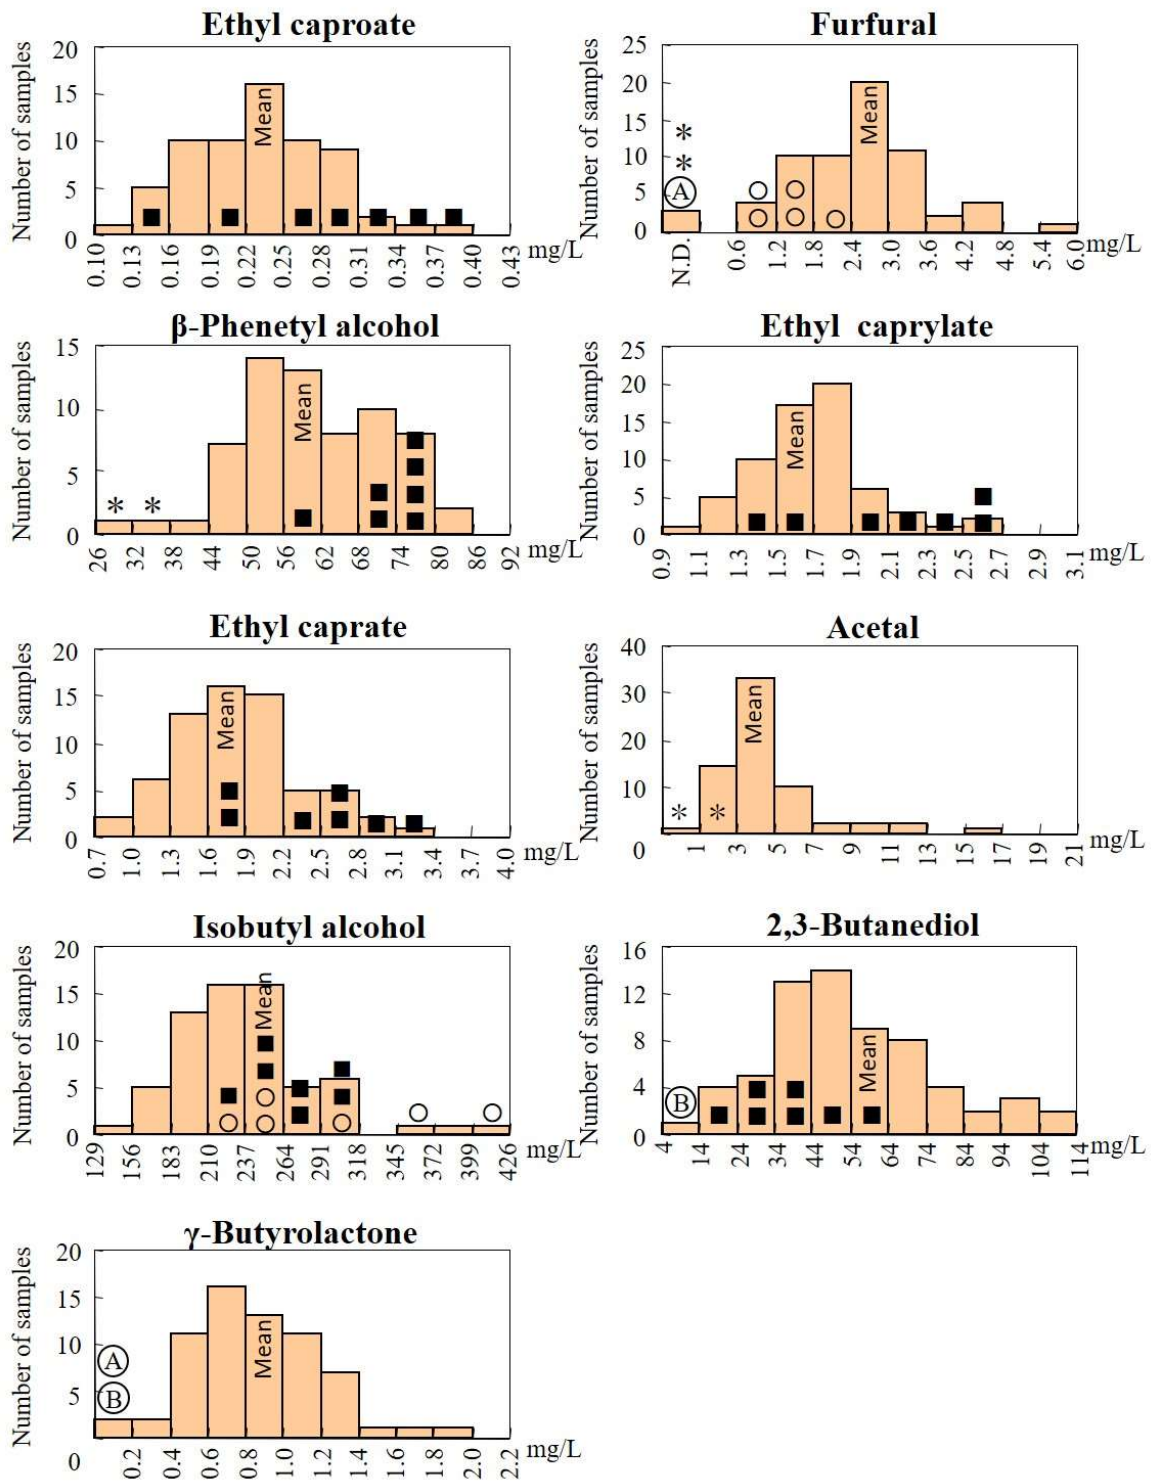 Ethyl caproate
Number of samples
20
15
10
5
0
Mean
0.10 0.13 0.16 0.19 0.22 0.25 0.28 0.31 0.34 0.37 0.40 0.43 mg/L
Furfural
Number of samples
25
20
15
10
5
0
*
*
A
Mean
N.D. 0.6 1.2 1.8 2.4 3.0 3.6 4.2 4.8 5.4 6.0 mg/L
β-Phenetyl alcohol
Number of samples
15
10
5
0
* *
Mean
26 32 38 44 50 56 62 68 74 80 86 92 mg/L
Ethyl caprylate
Number of samples
25
20
15
10
5
0
Mean
0.9 1.1 1.3 1.5 1.7 1.9 2.1 2.3 2.5 2.7 2.9 3.1 mg/L
Ethyl caprate
Number of samples
20
15
10
5
0
Mean
0.7 1.0 1.3 1.6 1.9 2.2 2.5 2.8 3.1 3.4 3.7 4.0 mg/L
Acetal
Number of samples
40
30
20
10
0
* *
Mean
1 3 5 7 9 11 13 15 17 19 21 mg/L
Isobutyl alcohol
Number of samples
20
15
10
5
0
Mean
129 156 183 210 237 264 291 318 345 372 399 426 mg/L
2,3-Butanediol
Number of samples
16
12
8
4
0
B
Mean
4 14 24 34 44 54 64 74 84 94 104 114 mg/L
γ-Butyrolactone
Number of samples
20
15
10
5
0
A
B
Mean
0.2 0.4 0.6 0.8 1.0 1.2 1.4 1.6 1.8 2.0 2.2 mg/L